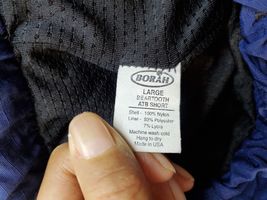 BORAH
LARGE
BEARTOOTH
ATB SHORT
Shell - 100% Nylon
Liner - 93% Polyester
7% Lycra
Machine wash cold
Hang to dry
Made in USA